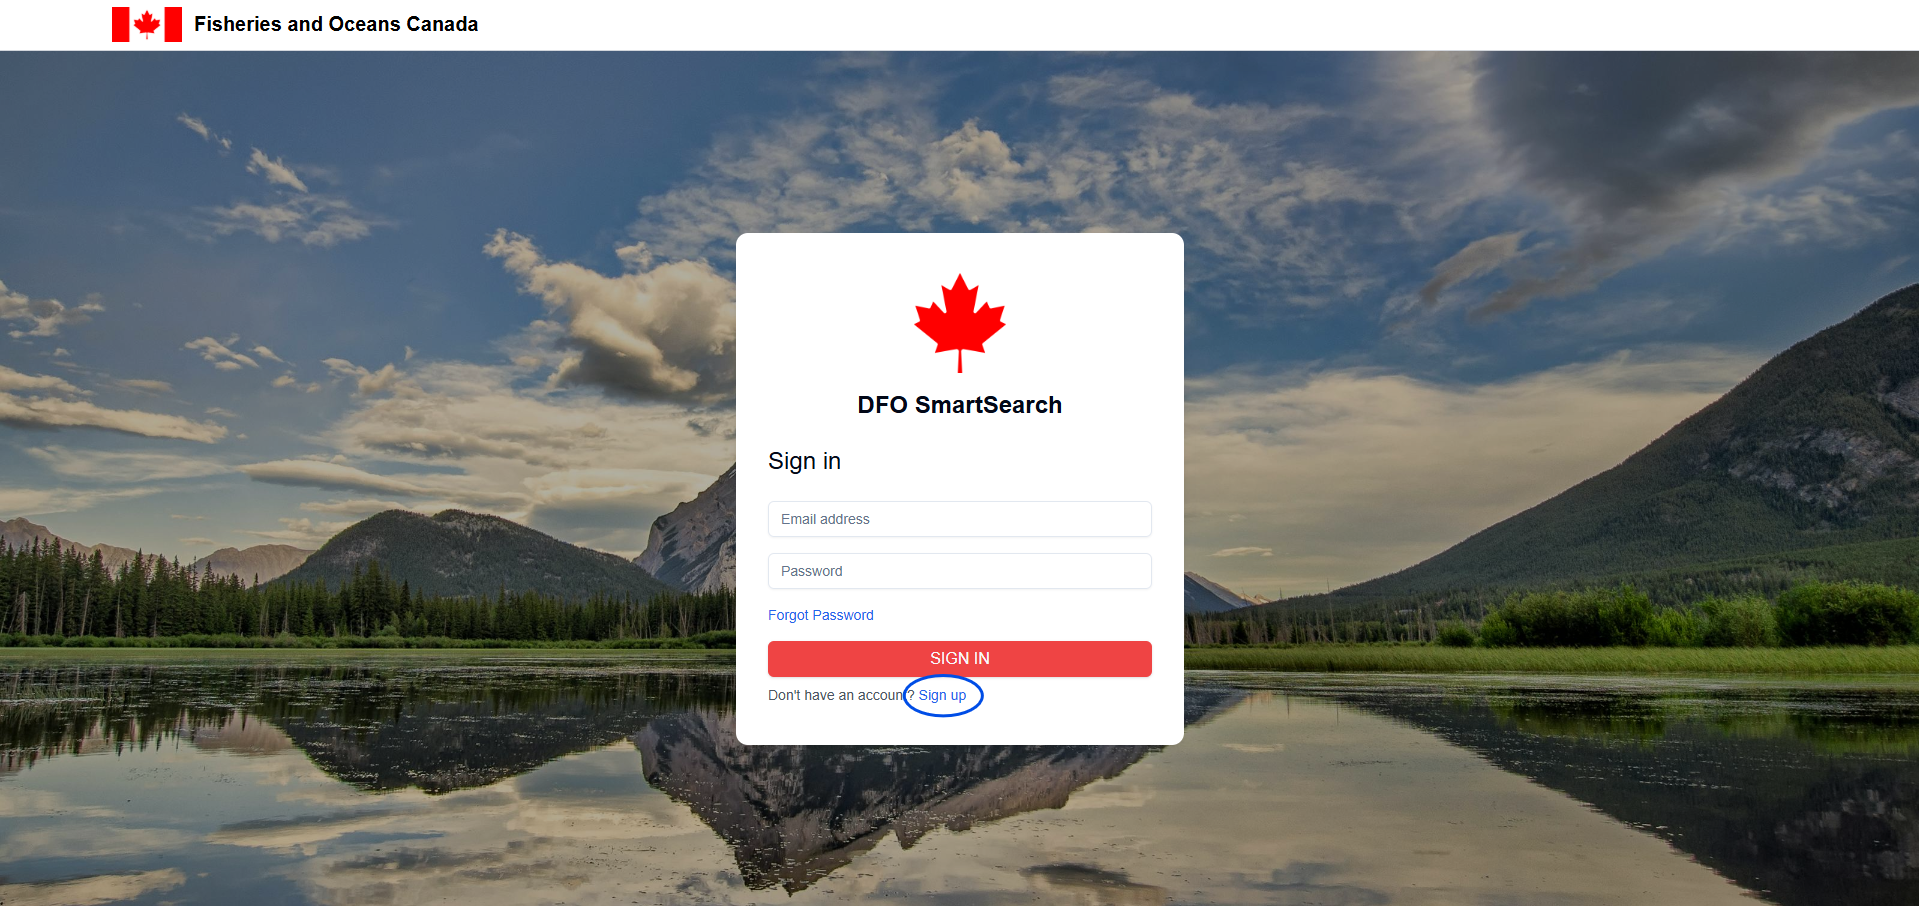 Fisheries and Oceans Canada
DFO SmartSearch
Sign in
Email address
Password
Forgot Password
SIGN IN
Don't have an account? Sign up